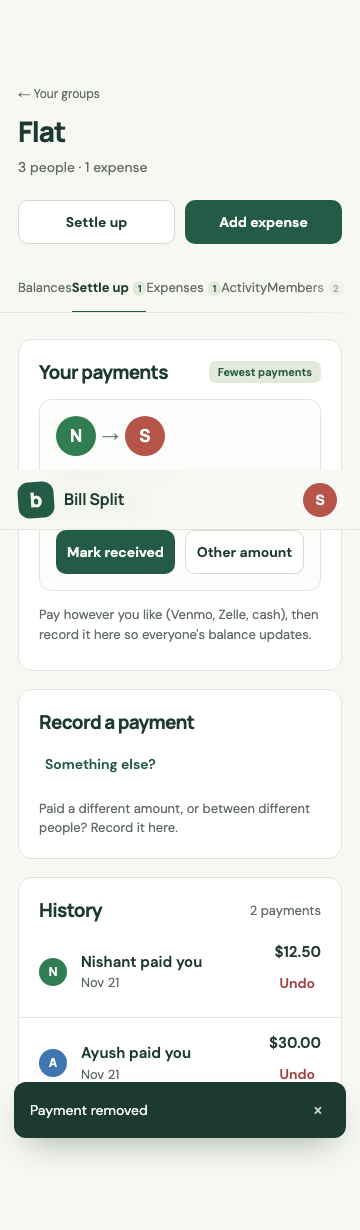 ← Your groups
Flat
3 people · 1 expense
Settle up
Add expense
Balances Settle up 1 Expenses 1 Activity Members 2
Your payments
Fewest payments
N → S
b Bill Split
S
Mark received
Other amount
Pay however you like (Venmo, Zelle, cash), then
record it here so everyone's balance updates.
Record a payment
Something else?
Paid a different amount, or between different
people? Record it here.
History
2 payments
N
Nishant paid you
Nov 21
$12.50
Undo
A
Ayush paid you
Nov 21
$30.00
Undo
Payment removed
×